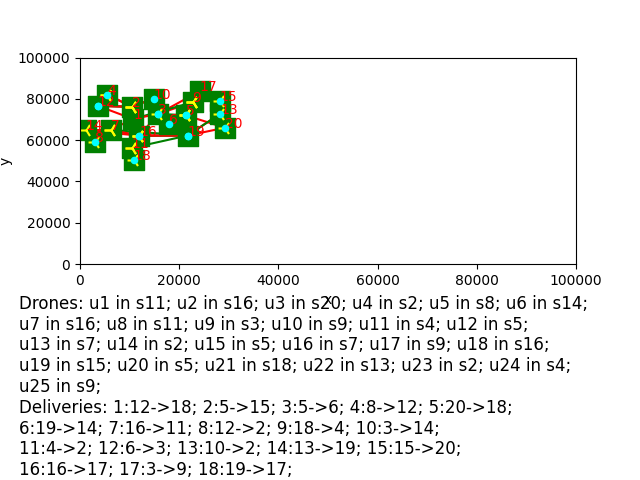 100000
80000
60000
40000
20000
0
y
17
10
15
13
20
19
18
0 20000 40000 60000 80000 100000
x
Drones: u1 in s11; u2 in s16; u3 in s20; u4 in s2; u5 in s8; u6 in s14;
u7 in s16; u8 in s11; u9 in s3; u10 in s9; u11 in s4; u12 in s5;
u13 in s7; u14 in s2; u15 in s5; u16 in s7; u17 in s9; u18 in s16;
u19 in s15; u20 in s5; u21 in s18; u22 in s13; u23 in s2; u24 in s4;
u25 in s9;
Deliveries: 1:12->18; 2:5->15; 3:5->6; 4:8->12; 5:20->18;
6:19->14; 7:16->11; 8:12->2; 9:18->4; 10:3->14;
11:4->2; 12:6->3; 13:10->2; 14:13->19; 15:15->20;
16:16->17; 17:3->9; 18:19->17;